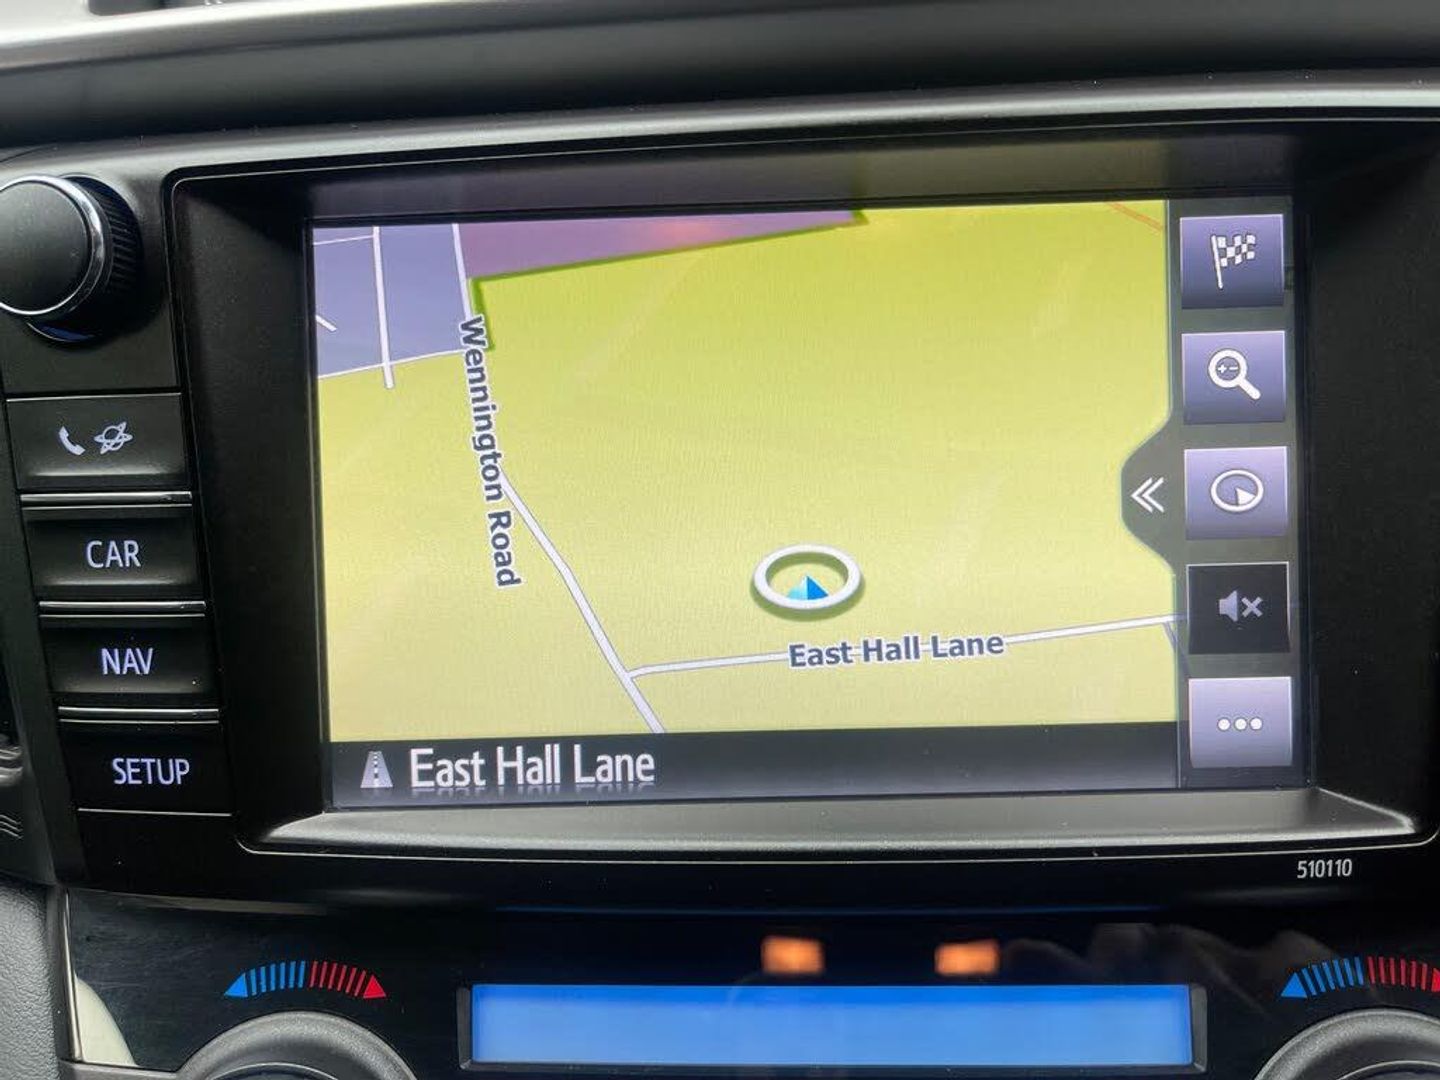 Wennington Road
East Hall Lane
East Hall Lane
CAR
NAV
SETUP
510110